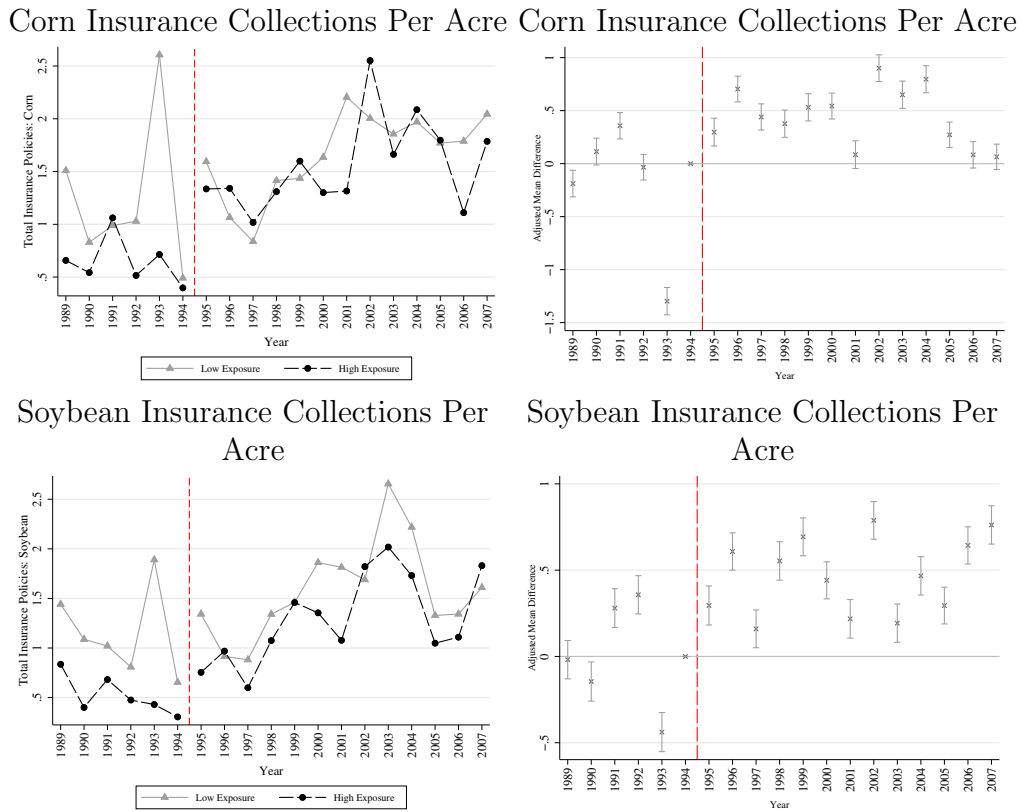 Corn Insurance Collections Per Acre
Total Insurance Policies: Corn
2.5
2
1.5
1
.5
1989 1990 1991 1992 1993 1994 1995 1996 1997 1998 1999 2000 2001 2002 2003 2004 2005 2006 2007
Year
Low Exposure High Exposure
Corn Insurance Collections Per Acre
Adjusted Mean Difference
1
.5
0
-.5
-1
-1.5
1989 1990 1991 1992 1993 1994 1995 1996 1997 1998 1999 2000 2001 2002 2003 2004 2005 2006 2007
Year
Soybean Insurance Collections Per
Acre
Total Insurance Policies: Soybean
2.5
2
1.5
1
.5
1989 1990 1991 1992 1993 1994 1995 1996 1997 1998 1999 2000 2001 2002 2003 2004 2005 2006 2007
Year
Low Exposure High Exposure
Soybean Insurance Collections Per
Acre
Adjusted Mean Difference
1
.5
0
-.5
1989 1990 1991 1992 1993 1994 1995 1996 1997 1998 1999 2000 2001 2002 2003 2004 2005 2006 2007
Year